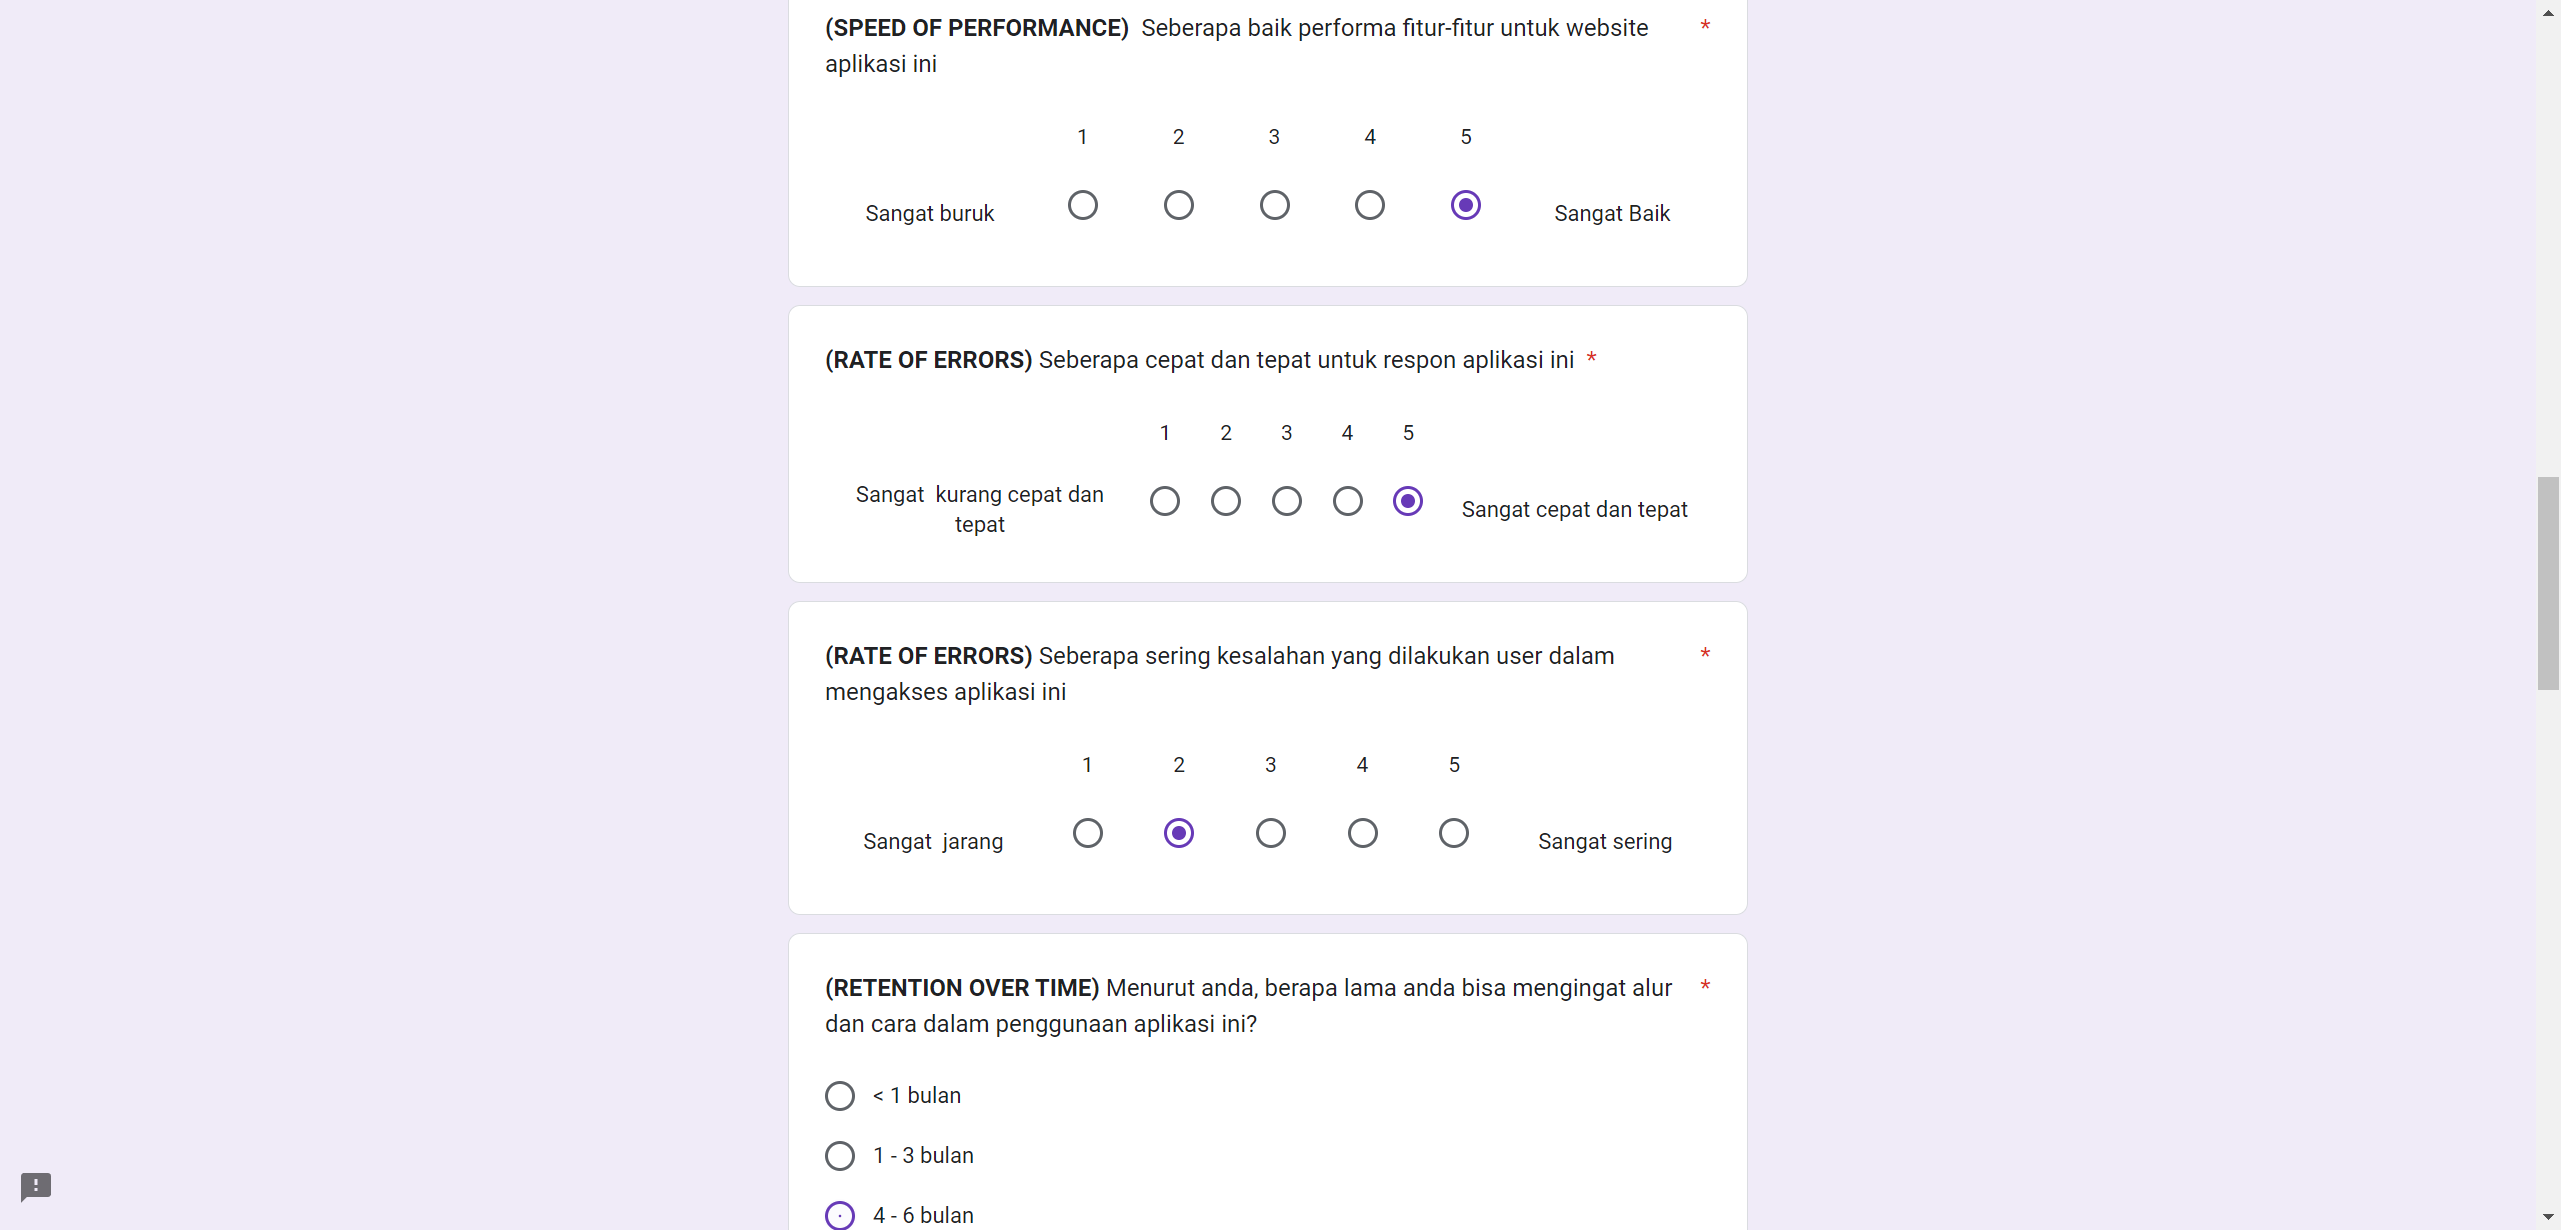 (SPEED OF PERFORMANCE)  Seberapa baik performa fitur-fitur untuk website *
aplikasi ini
1 2 3 4 5
Sangat buruk Sangat Baik
(RATE OF ERRORS) Seberapa cepat dan tepat untuk respon aplikasi ini *
1 2 3 4 5
Sangat  kurang cepat dan
tepat
Sangat cepat dan tepat
(RATE OF ERRORS) Seberapa sering kesalahan yang dilakukan user dalam *
mengakses aplikasi ini
1 2 3 4 5
Sangat  jarang Sangat sering
(RETENTION OVER TIME) Menurut anda, berapa lama anda bisa mengingat alur *
dan cara dalam penggunaan aplikasi ini?
< 1 bulan
1 - 3 bulan
4 - 6 bulan